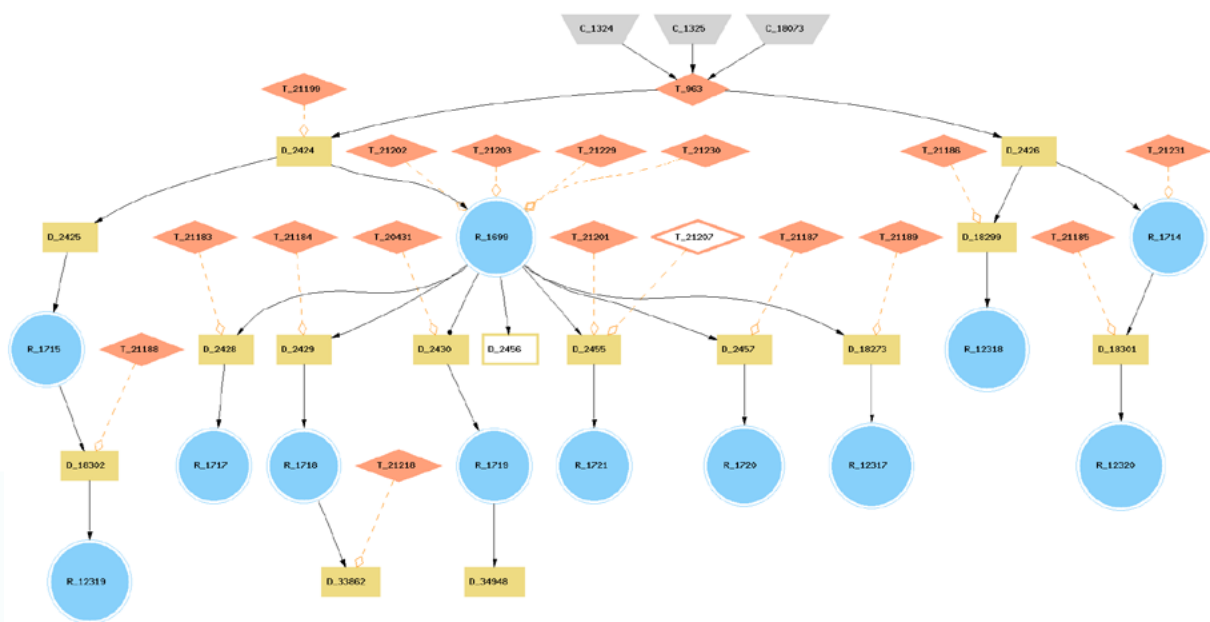 C_1324
C_1325
C_18073
T_21199
T_963
D_2424
T_21202
T_21203
T_21229
T_21230
T_21186
D_2426
T_21231
D_2425
T_21183
T_21184
T_20431
R_1699
T_21201
T_21207
T_21187
T_21189
D_18299
T_21185
R_1714
R_1715
T_21188
D_2428
D_2429
D_2430
D_2456
D_2455
D_2457
D_18273
R_12318
D_18301
D_18302
R_1717
R_1718
T_21218
R_1719
R_1721
R_1720
R_12317
R_12320
R_12319
D_33862
D_34948